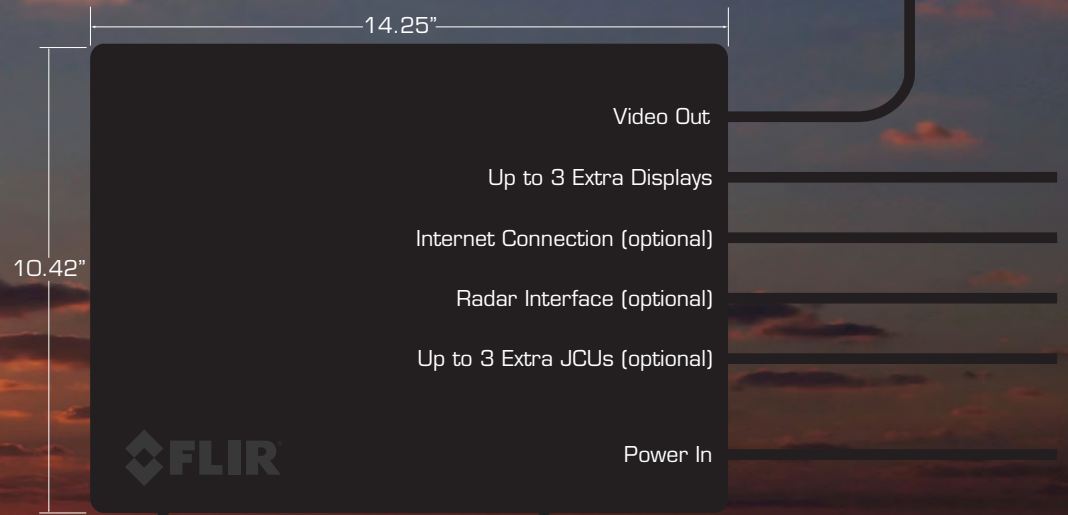 14.25"
Video Out
Up to 3 Extra Displays
Internet Connection (optional)
10.42"
Radar Interface (optional)
Up to 3 Extra JCUs (optional)
FLIR
Power In